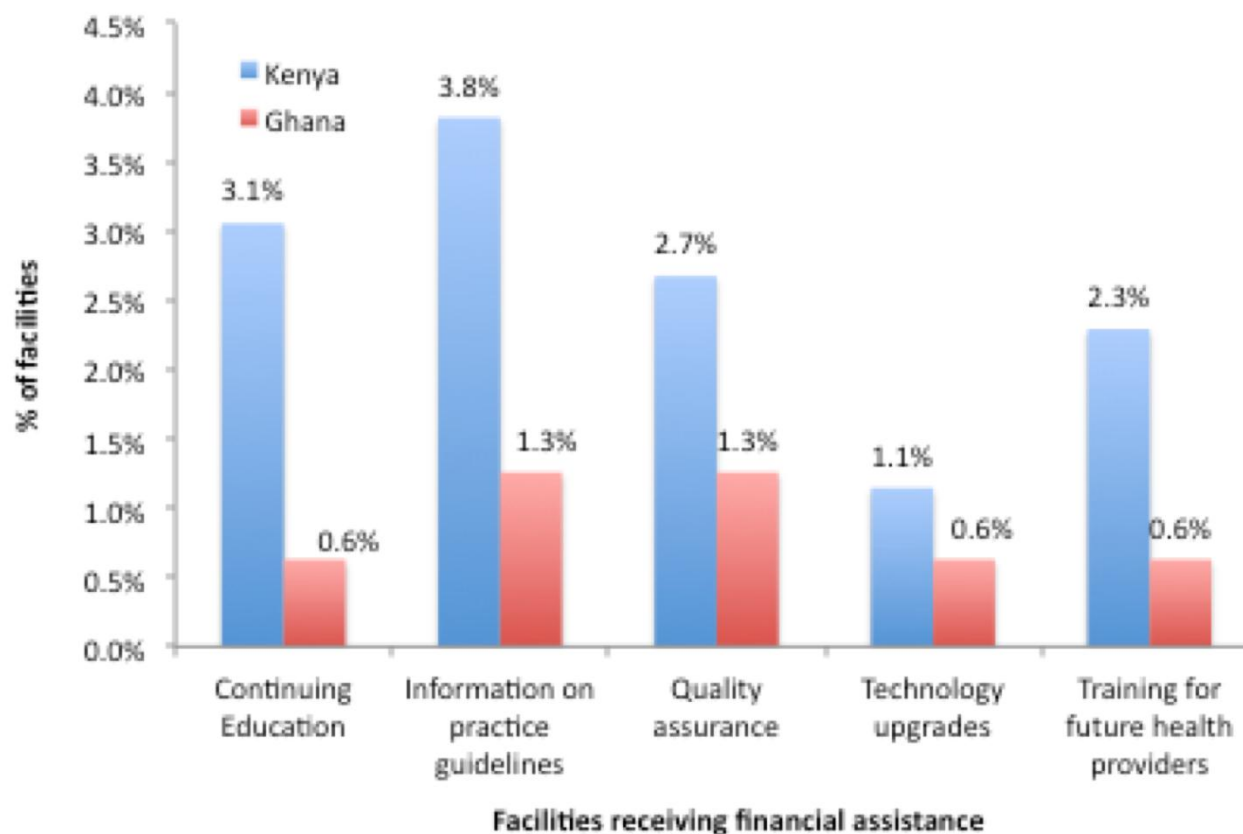 4.5%
4.0%
3.5%
3.0%
2.5%
2.0%
1.5%
1.0%
0.5%
0.0%
% of facilities
Kenya
Ghana
3.1%
0.6%
3.8%
1.3%
2.7%
1.3%
1.1%
0.6%
2.3%
0.6%
Continuing
Education
Information on
practice
guidelines
Quality
assurance
Technology
upgrades
Training for
future health
providers
Facilities receiving financial assistance